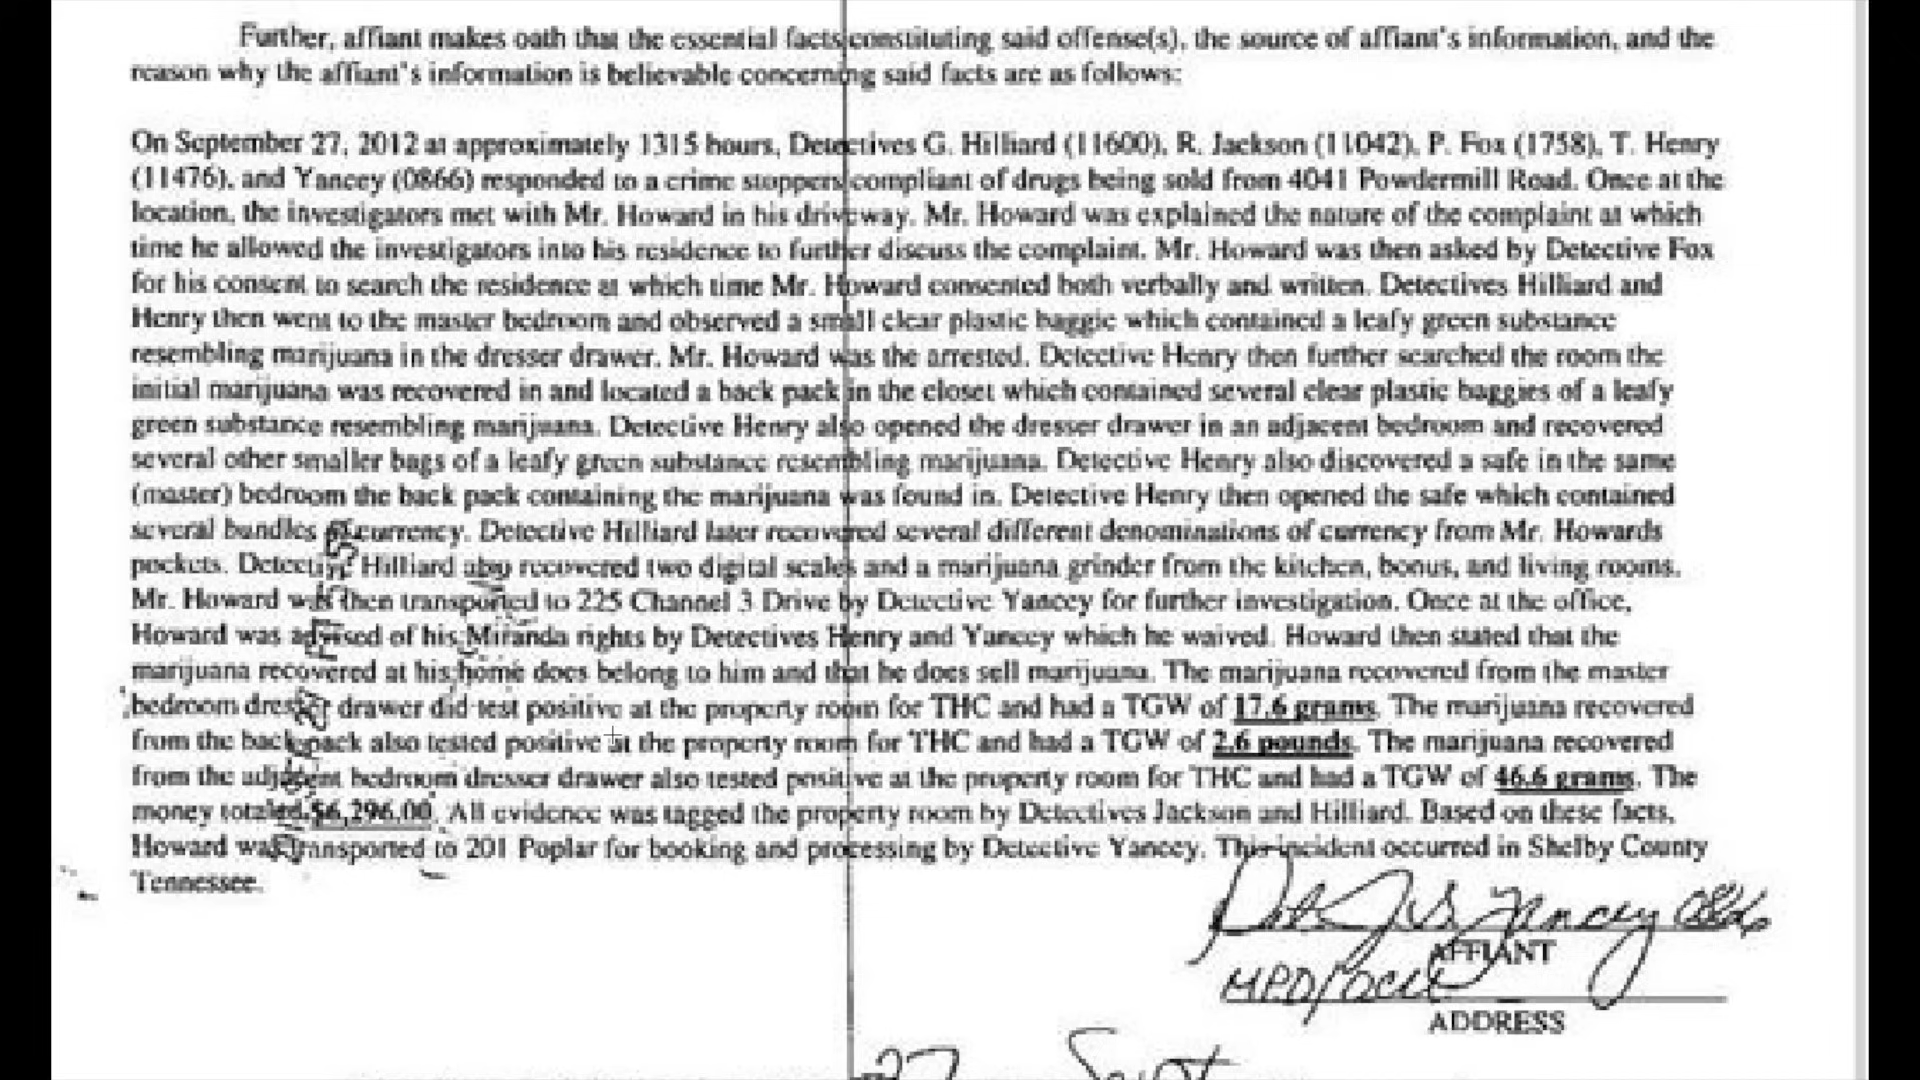 Further, affiant makes oath that the essential facts constituting said offense(s), the source of affiant's information, and the
reason why the affiant's information is believable concerning said facts are as follows:
On September 27, 2012 at approximately 1315 hours, Detectives G. Hilliard (11600), R. Jackson (11042), P. Fox (1758), T. Henry
(11476), and Yancey (0866) responded to a crime stoppers compliant of drugs being sold from 4041 Powdermill Road. Once at the
location, the investigators met with Mr. Howard in his driveway. Mr. Howard was explained the nature of the complaint at which
time he allowed the investigators into his residence to further discuss the complaint. Mr. Howard was then asked by Detective Fox
for his consent to search the residence at which time Mr. Howard consented both verbally and written. Detectives Hilliard and
Henry then went to the master bedroom and observed a small clear plastic baggie which contained a leafy green substance
resembling marijuana in the dresser drawer. Mr. Howard was the arrested. Detective Henry then further searched the room the
initial marijuana was recovered in and located a back pack in the closet which contained several clear plastic baggies of a leafy
green substance resembling marijuana. Detective Henry also opened the dresser drawer in an adjacent bedroom and recovered
several other smaller bags of a leafy green substance resembling marijuana. Detective Henry also discovered a safe in the same
(master) bedroom the back pack containing the marijuana was found in. Detective Henry then opened the safe which contained
several bundles of currency. Detective Hilliard later recovered several different denominations of currency from Mr. Howards
pockets. Detective Hilliard also recovered two digital scales and a marijuana grinder from the kitchen, bonus, and living rooms.
Mr. Howard was then transported to 225 Channel 3 Drive by Detective Yancey for further investigation. Once at the office,
Howard was advised of his Miranda rights by Detectives Henry and Yancey which he waived. Howard then stated that the
marijuana recovered at his home does belong to him and that he does sell marijuana. The marijuana recovered from the master
bedroom dresser drawer did test positive at the property room for THC and had a TGW of 17.6 grams. The marijuana recovered
from the back pack also tested positive at the property room for THC and had a TGW of 2.6 pounds. The marijuana recovered
from the adjacent bedroom dresser drawer also tested positive at the property room for THC and had a TGW of 46.6 grams. The
money totaled $6,296.00. All evidence was tagged the property room by Detectives Jackson and Hilliard. Based on these facts,
Howard was transported to 201 Poplar for booking and processing by Detective Yancey. This incident occurred in Shelby County
Tennessee.
Det. Yancey
AFFIANT
MPD/OCU
ADDRESS
27 Sept